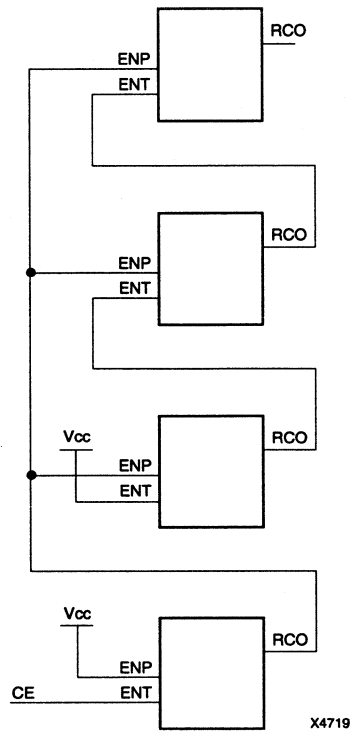 RCO
ENP
ENT
RCO
ENP
ENT
Vcc
RCO
ENP
ENT
Vcc
RCO
ENP
CE ENT
X4719